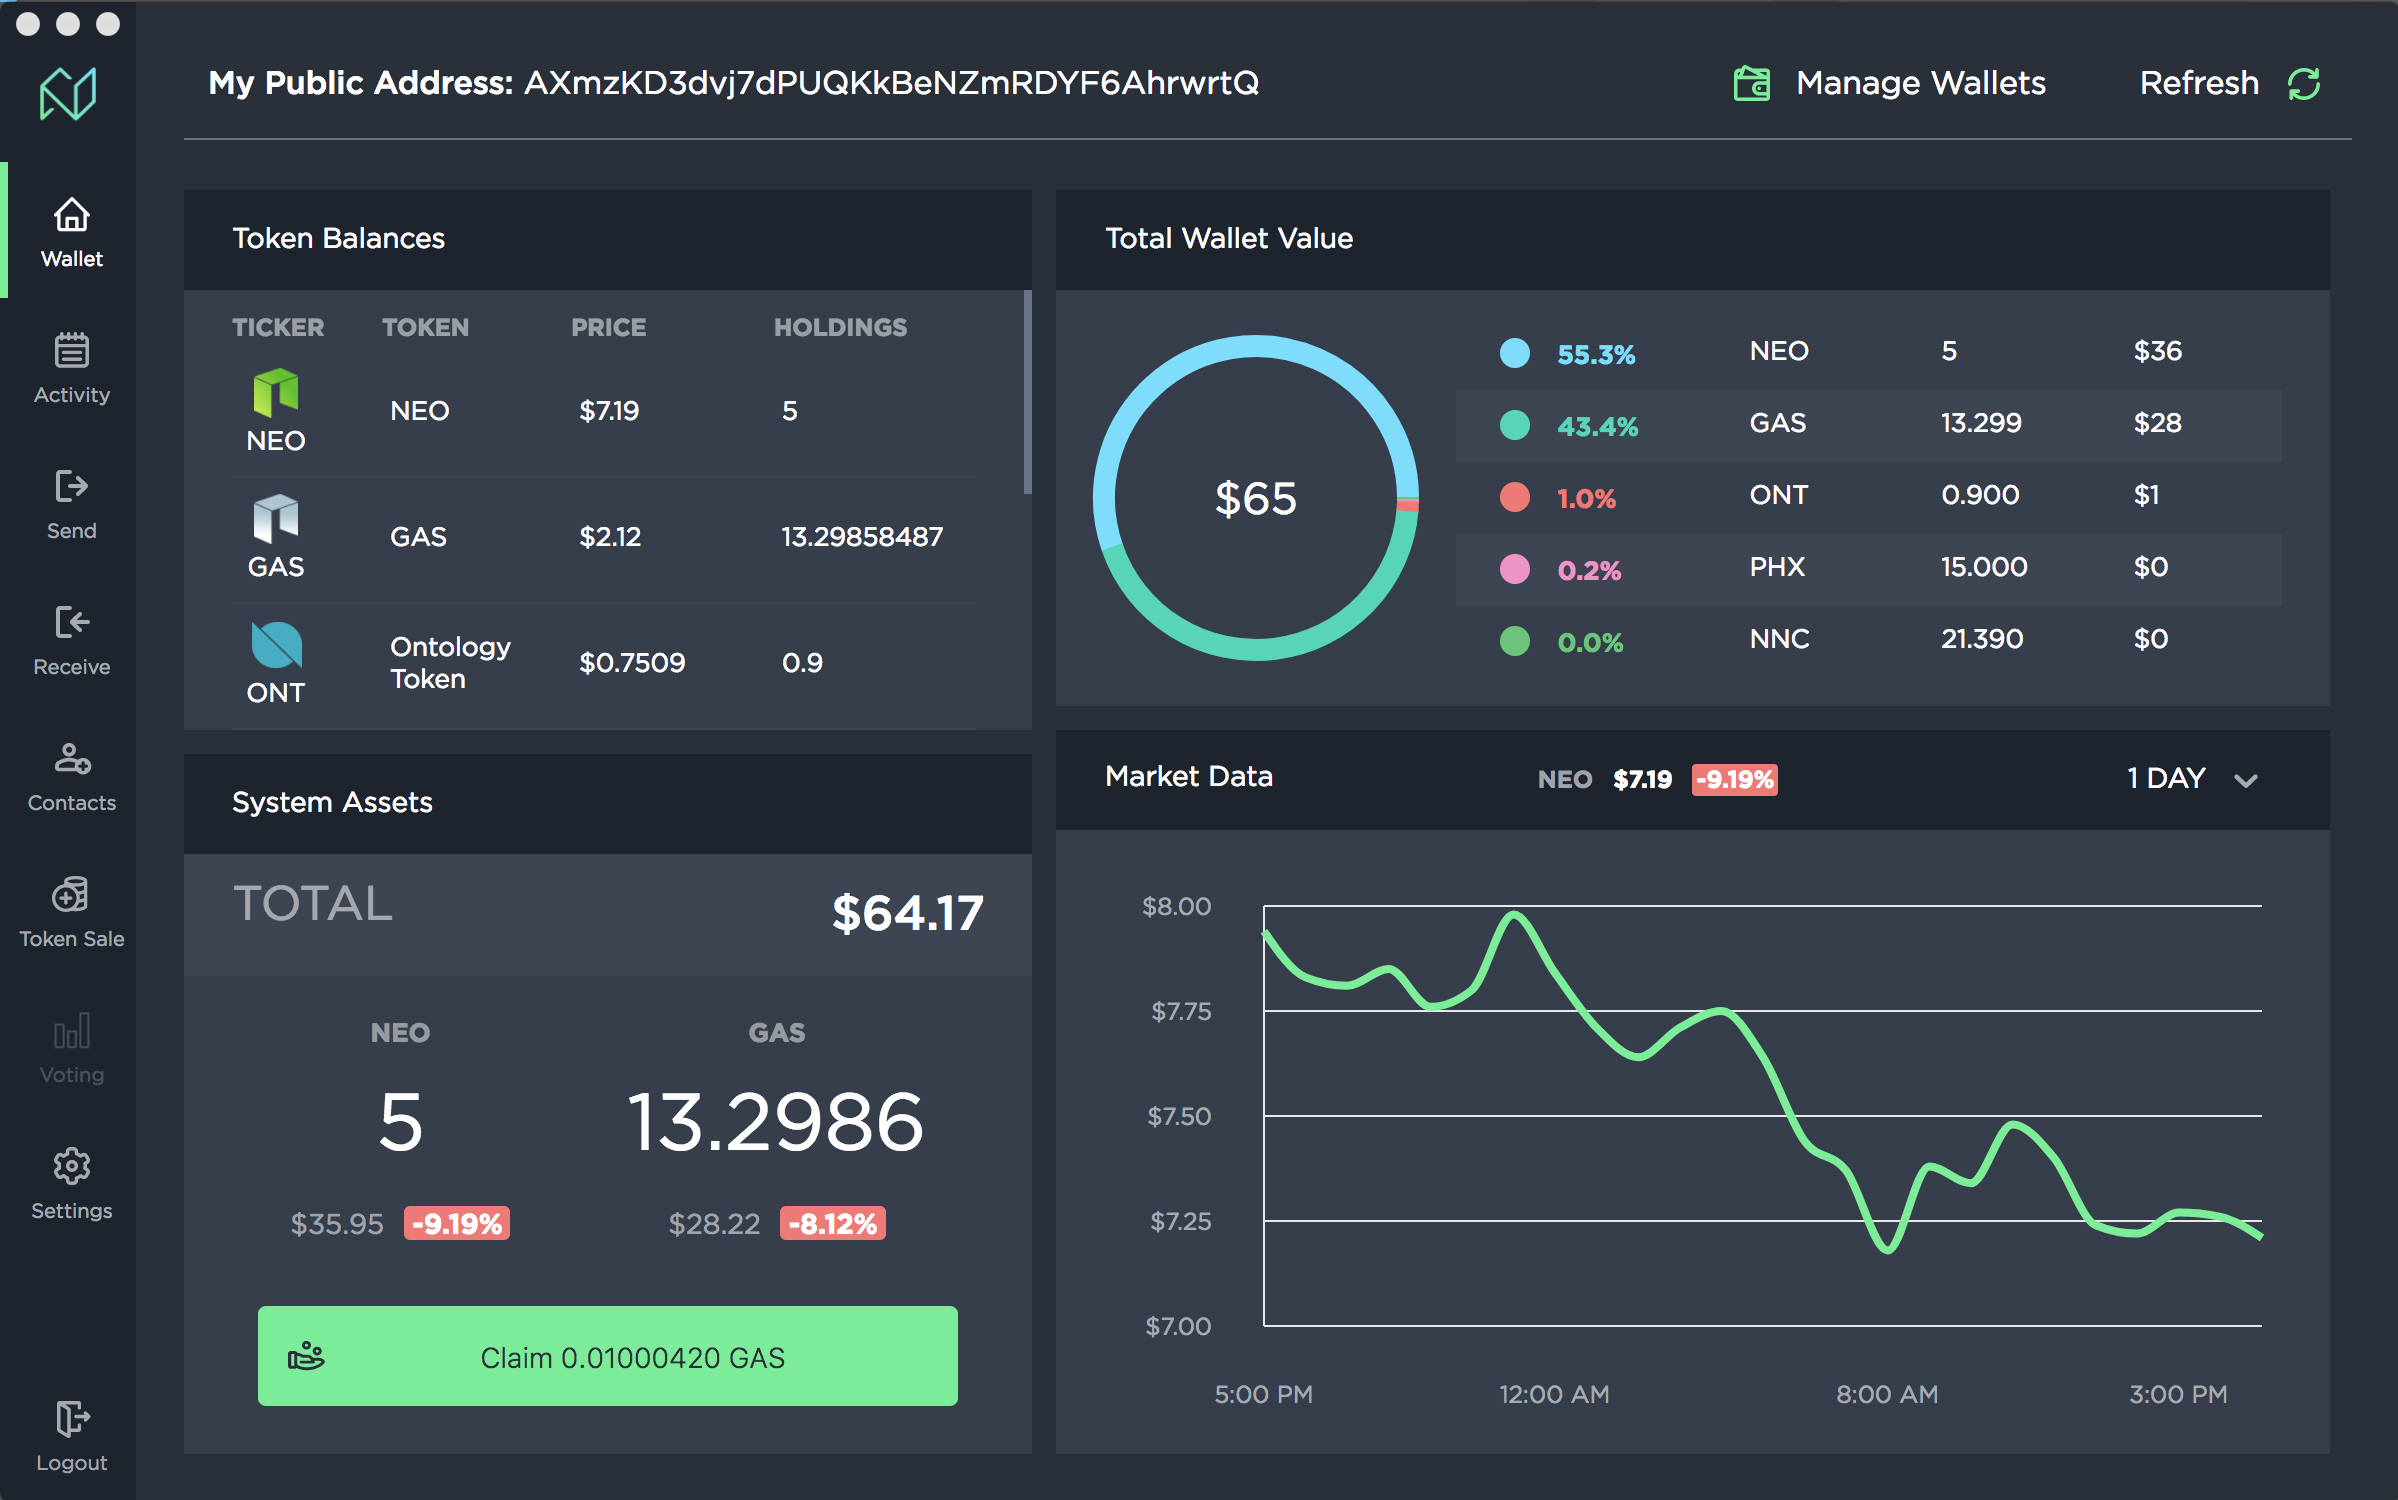 My Public Address: AXmzKD3dvj7dPUQKkBeNZmRDYF6AhrwrtQ
Manage Wallets
Refresh
Wallet
Activity
Send
Receive
Contacts
Token Sale
Voting
Settings
Logout
Token Balances
TICKER TOKEN PRICE HOLDINGS
NEO NEO $7.19 5
GAS GAS $2.12 13.29858487
ONT Ontology Token $0.7509 0.9
Total Wallet Value
$65
55.3% NEO 5 $36
43.4% GAS 13.299 $28
1.0% ONT 0.900 $1
0.2% PHX 15.000 $0
0.0% NNC 21.390 $0
System Assets
TOTAL $64.17
NEO GAS
5 13.2986
$35.95 -9.19% $28.22 -8.12%
Claim 0.01000420 GAS
Market Data NEO $7.19 -9.19% 1 DAY
$8.00
$7.75
$7.50
$7.25
$7.00
5:00 PM 12:00 AM 8:00 AM 3:00 PM